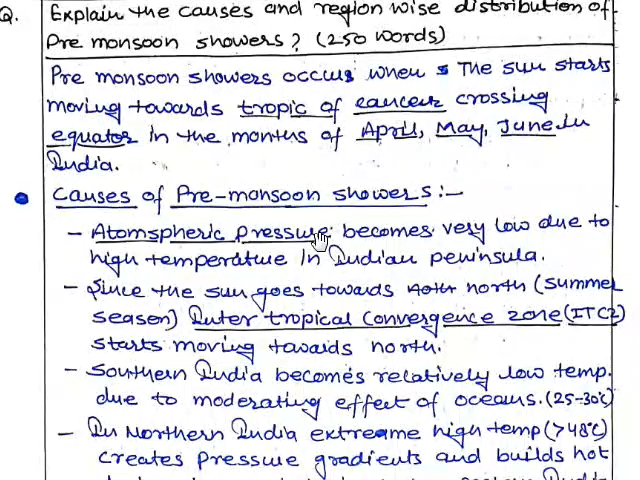 Q. Explain the causes and region wise distribution of
Pre monsoon showers? (250 words)
Pre monsoon showers occurs when The sun starts
moving towards tropic of cancer crossing
equator in the months of April, May, June in
India.
• Causes of Pre-monsoon showers :-
- Atomspheric pressure becomes very low due to
high temperature in Indian peninsula.
- Since the sun goes towards north (summer
season) Inter tropical convergence zone (ITCZ)
starts moving towards north.
- Southern India becomes relatively low temp.
due to moderating effect of oceans. (25-30°C)
- In Northern India extreame high temp (>48°C)
creates pressure gradients and builds hot